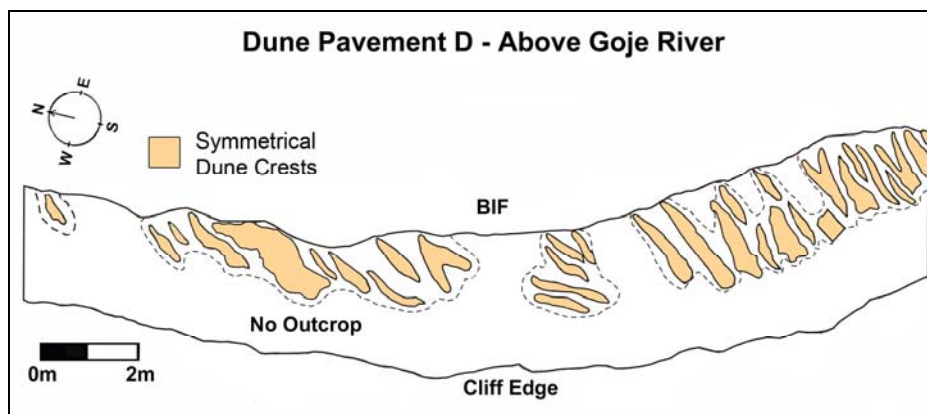 Dune Pavement D - Above Goje River
N
E
S
W
Symmetrical
Dune Crests
BIF
No Outcrop
0m
2m
Cliff Edge